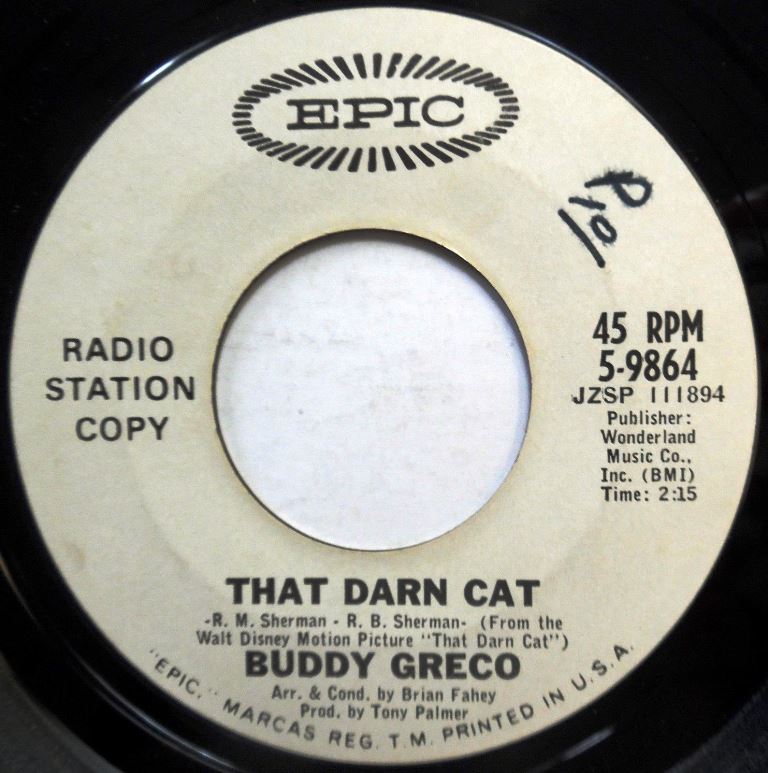 EPIC
RADIO
STATION
COPY
45 RPM
5-9864
JZSP 111894
Publisher:
Wonderland
Music Co.,
Inc. (BMI)
Time: 2:15
THAT DARN CAT
-R. M. Sherman - R. B. Sherman- (From the
Walt Disney Motion Picture "That Darn Cat")
BUDDY GRECO
Arr. & Cond. by Brian Fahey
Prod. by Tony Palmer
"EPIC," MARCAS REG. T.M. PRINTED IN U.S.A.